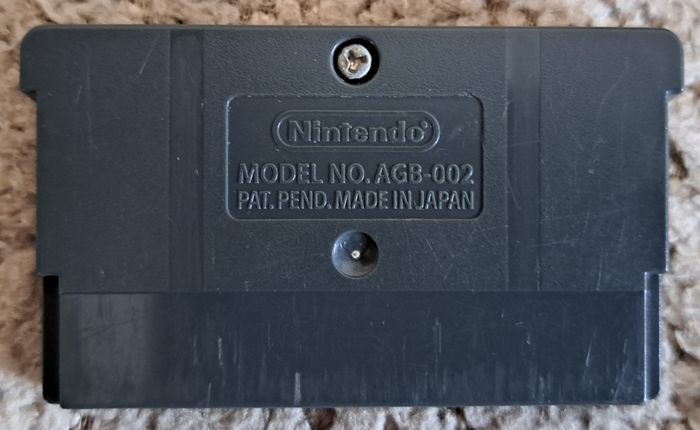 Nintendo
MODEL NO. AGB-002
PAT. PEND. MADE IN JAPAN